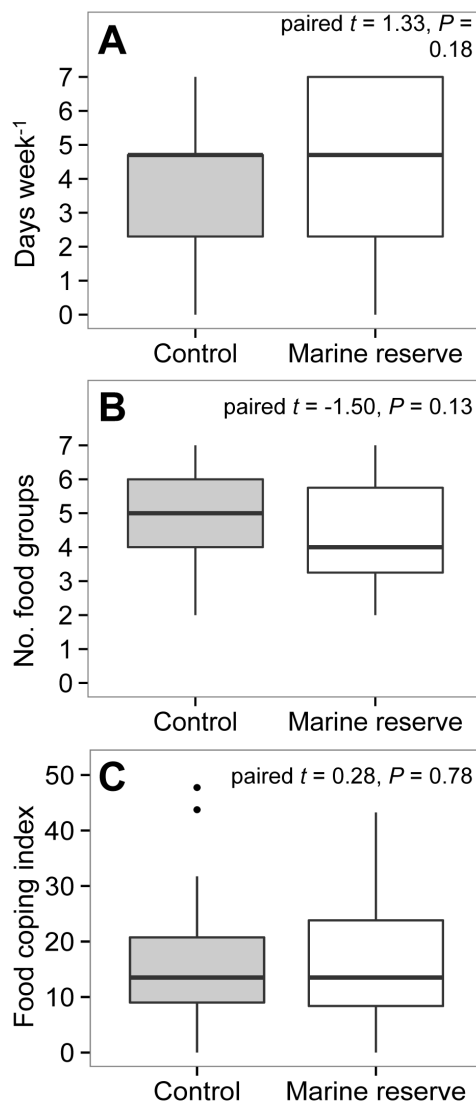 A
paired t = 1.33, P =
0.18
Days week⁻¹
7
6
5
4
3
2
1
0
Control
Marine reserve
B
paired t = -1.50, P = 0.13
No. food groups
7
6
5
4
3
2
1
0
Control
Marine reserve
C
paired t = 0.28, P = 0.78
Food coping index
50
40
30
20
10
0
Control
Marine reserve